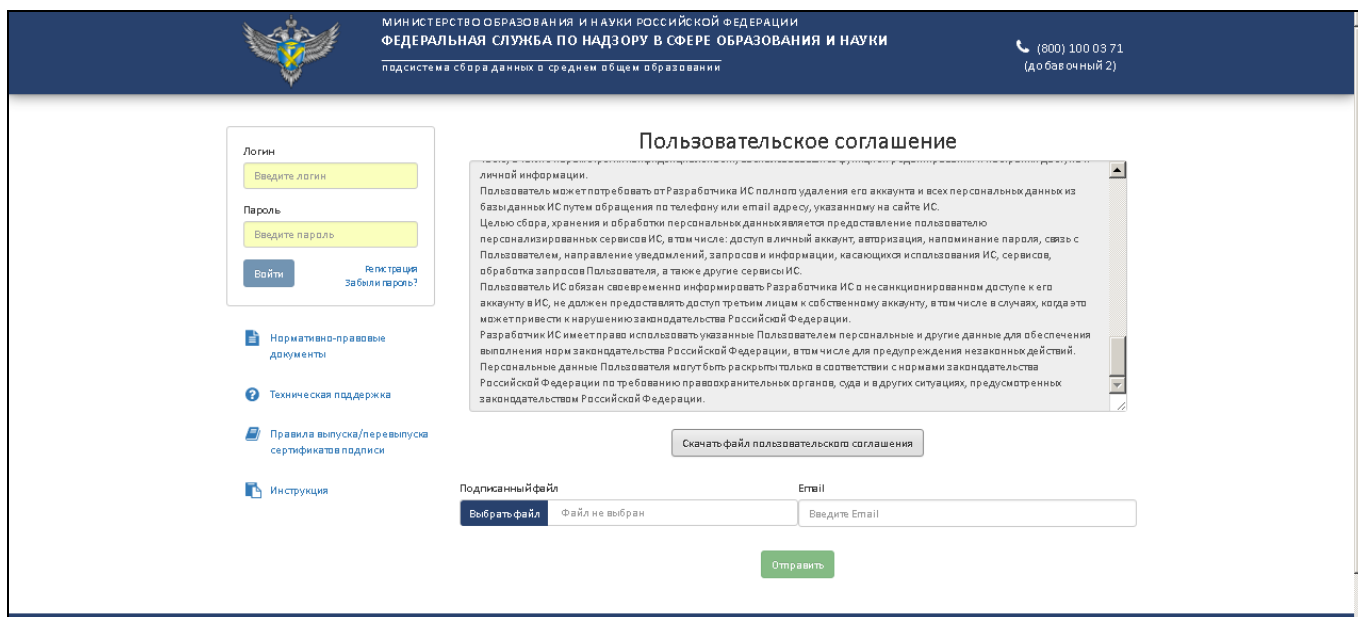 МИНИСТЕРСТВО ОБРАЗОВАНИЯ И НАУКИ РОССИЙСКОЙ ФЕДЕРАЦИИ
ФЕДЕРАЛЬНАЯ СЛУЖБА ПО НАДЗОРУ В СФЕРЕ ОБРАЗОВАНИЯ И НАУКИ
подсистема сбора данных о среднем общем образовании
(800) 100 03 71
(добавочный 2)
Логин
Введите логин
Пароль
Введите пароль
Войти
Регистрация
Забыли пароль?
Нормативно-правовые
документы
Техническая поддержка
Правила выпуска/перевыпуска
сертификатов подписи
Инструкция
Пользовательское соглашение
личной информации.
Пользователь может потребовать от Разработчика ИС полного удаления его аккаунта и всех персональных данных из
базы данных ИС путем обращения по телефону или email адресу, указанному на сайте ИС.
Целью сбора, хранения и обработки персональных данных является предоставление пользователю
персонализированных сервисов ИС, в том числе: доступ в личный аккаунт, авторизация, напоминание пароля, связь с
Пользователем, направление уведомлений, запросов и информации, касающихся использования ИС, сервисов,
обработка запросов Пользователя, а также другие сервисы ИС.
Пользователь ИС обязан своевременно информировать Разработчика ИС о несанкционированном доступе к его
аккаунту в ИС, не должен предоставлять доступ третьим лицам к собственному аккаунту, в том числе в случаях, когда это
может привести к нарушению законодательства Российской Федерации.
Разработчик ИС имеет право использовать указанные Пользователем персональные и другие данные для обеспечения
выполнения норм законодательства Российской Федерации, в том числе для предупреждения незаконных действий.
Персональные данные Пользователя могут быть раскрыты только в соответствии с нормами законодательства
Российской Федерации по требованию правоохранительных органов, суда и в других ситуациях, предусмотренных
законодательством Российской Федерации.
Скачать файл пользовательского соглашения
Подписанный файл
Выбрать файл
Файл не выбран
Email
Введите Email
Отправить